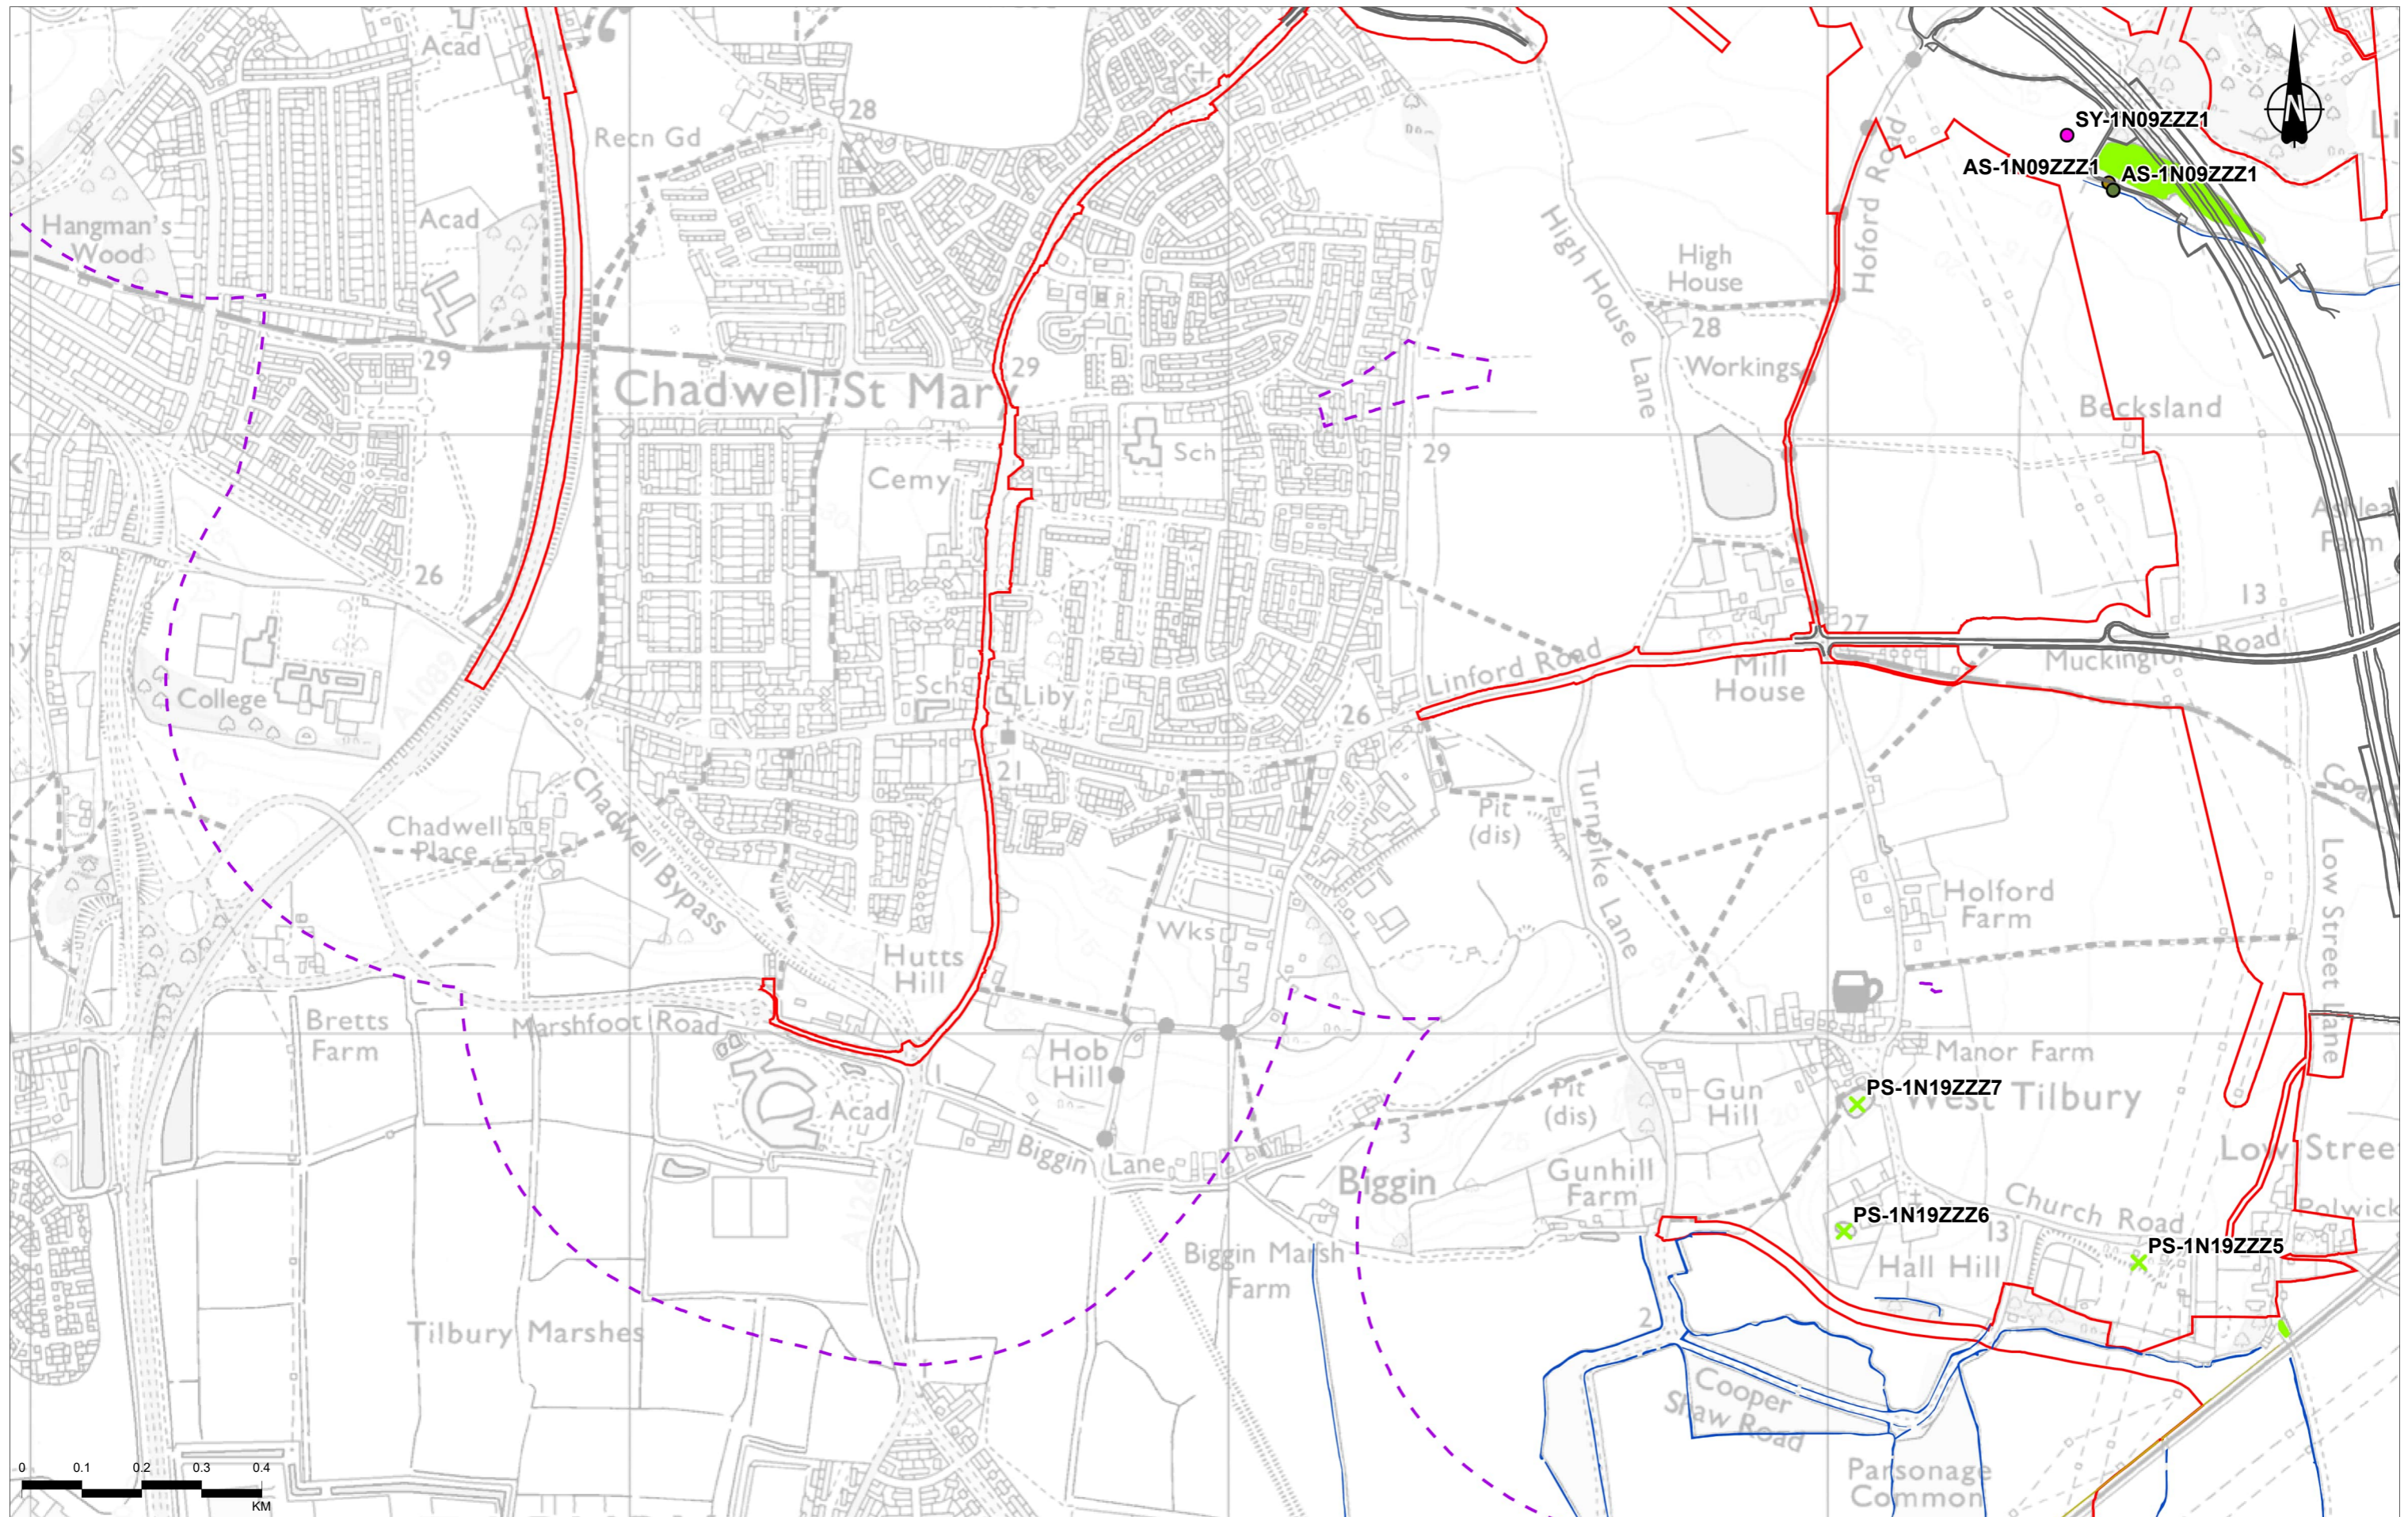 Acad
28
Recn Gd
SY-1N09ZZZ1
N
AS-1N09ZZZ1
AS-1N09ZZZ1
Hangman's
Wood
Acad
High House Lane
High
House
28
Hoford Road
Workings
29
Chadwell St Mary
29
Becksland
Cemy
Sch
29
Farm
26
13
27
Linford Road
Muckingford Road
Mill
House
College
A1089
Sch
Liby
26
21
Chadwell Bypass
Chadwell
Place
Pit
(dis)
Turnpike Lane
Low Street Lane
Holford
Farm
Wks
Hutts
Hill
Bretts
Farm
Marshfoot Road
Hob
Hill
Manor Farm
PS-1N19ZZZ7
West Tilbury
Gun
Hill
Pit
(dis)
Acad
Biggin Lane
3
Biggin
Gunhill
Farm
Low Stree
Church Road
PS-1N19ZZZ6
13
Hall Hill
PS-1N19ZZZ5
Polwick
Biggin Marsh
Farm
A126
Tilbury Marshes
2
Cooper
Shaw Road
Parsonage
Common
0 0.1 0.2 0.3 0.4
KM